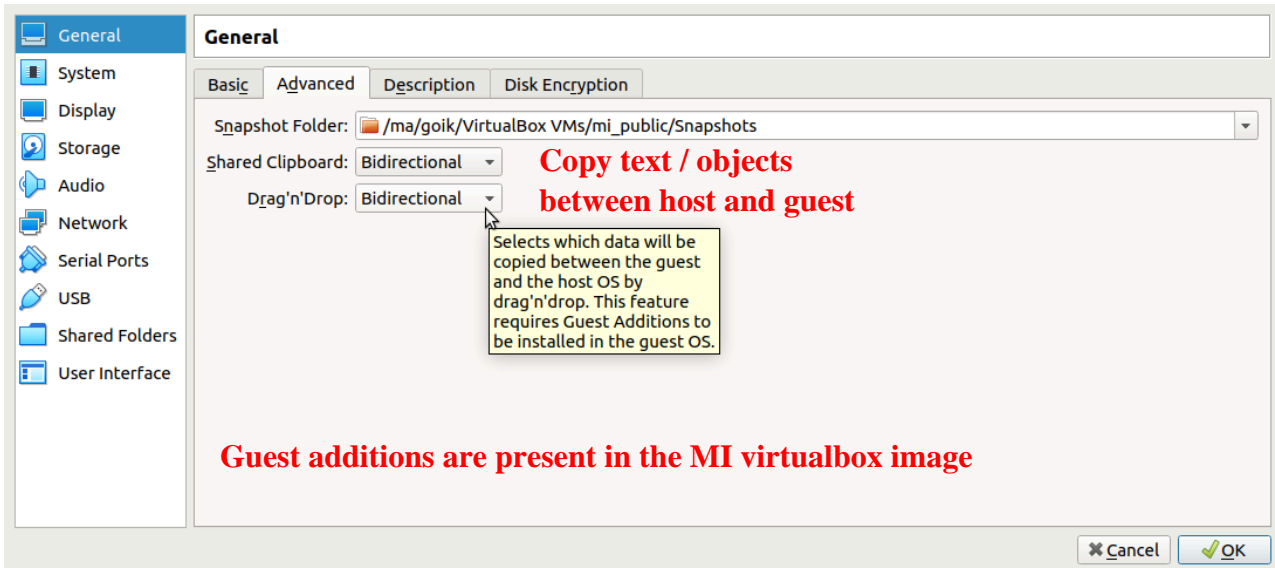 General
System
Display
Storage
Audio
Network
Serial Ports
USB
Shared Folders
User Interface
General
Basic Advanced Description Disk Encryption
Snapshot Folder: /ma/goik/VirtualBox VMs/mi_public/Snapshots
Shared Clipboard: Bidirectional
Drag'n'Drop: Bidirectional
Copy text / objects
between host and guest
Selects which data will be
copied between the guest
and the host OS by
drag'n'drop. This feature
requires Guest Additions to
be installed in the guest OS.
Guest additions are present in the MI virtualbox image
Cancel OK